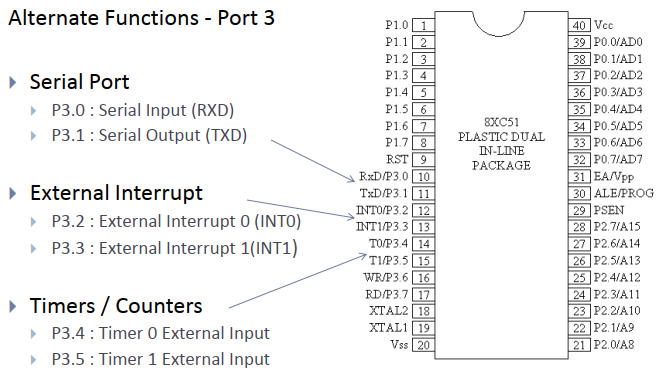 Alternate Functions - Port 3
Serial Port
P3.0 : Serial Input (RXD)
P3.1 : Serial Output (TXD)
External Interrupt
P3.2 : External Interrupt 0 (INT0)
P3.3 : External Interrupt 1(INT1)
Timers / Counters
P3.4 : Timer 0 External Input
P3.5 : Timer 1 External Input
P1.0 1
P1.1 2
P1.2 3
P1.3 4
P1.4 5
P1.5 6
P1.6 7
P1.7 8
RST 9
RxD/P3.0 10
TxD/P3.1 11
INT0/P3.2 12
INT1/P3.3 13
T0/P3.4 14
T1/P3.5 15
WR/P3.6 16
RD/P3.7 17
XTAL2 18
XTAL1 19
Vss 20
8XC51
PLASTIC DUAL
IN-LINE
PACKAGE
40 Vcc
39 P0.0/AD0
38 P0.1/AD1
37 P0.2/AD2
36 P0.3/AD3
35 P0.4/AD4
34 P0.5/AD5
33 P0.6/AD6
32 P0.7/AD7
31 EA/Vpp
30 ALE/PROG
29 PSEN
28 P2.7/A15
27 P2.6/A14
26 P2.5/A13
25 P2.4/A12
24 P2.3/A11
23 P2.2/A10
22 P2.1/A9
21 P2.0/A8